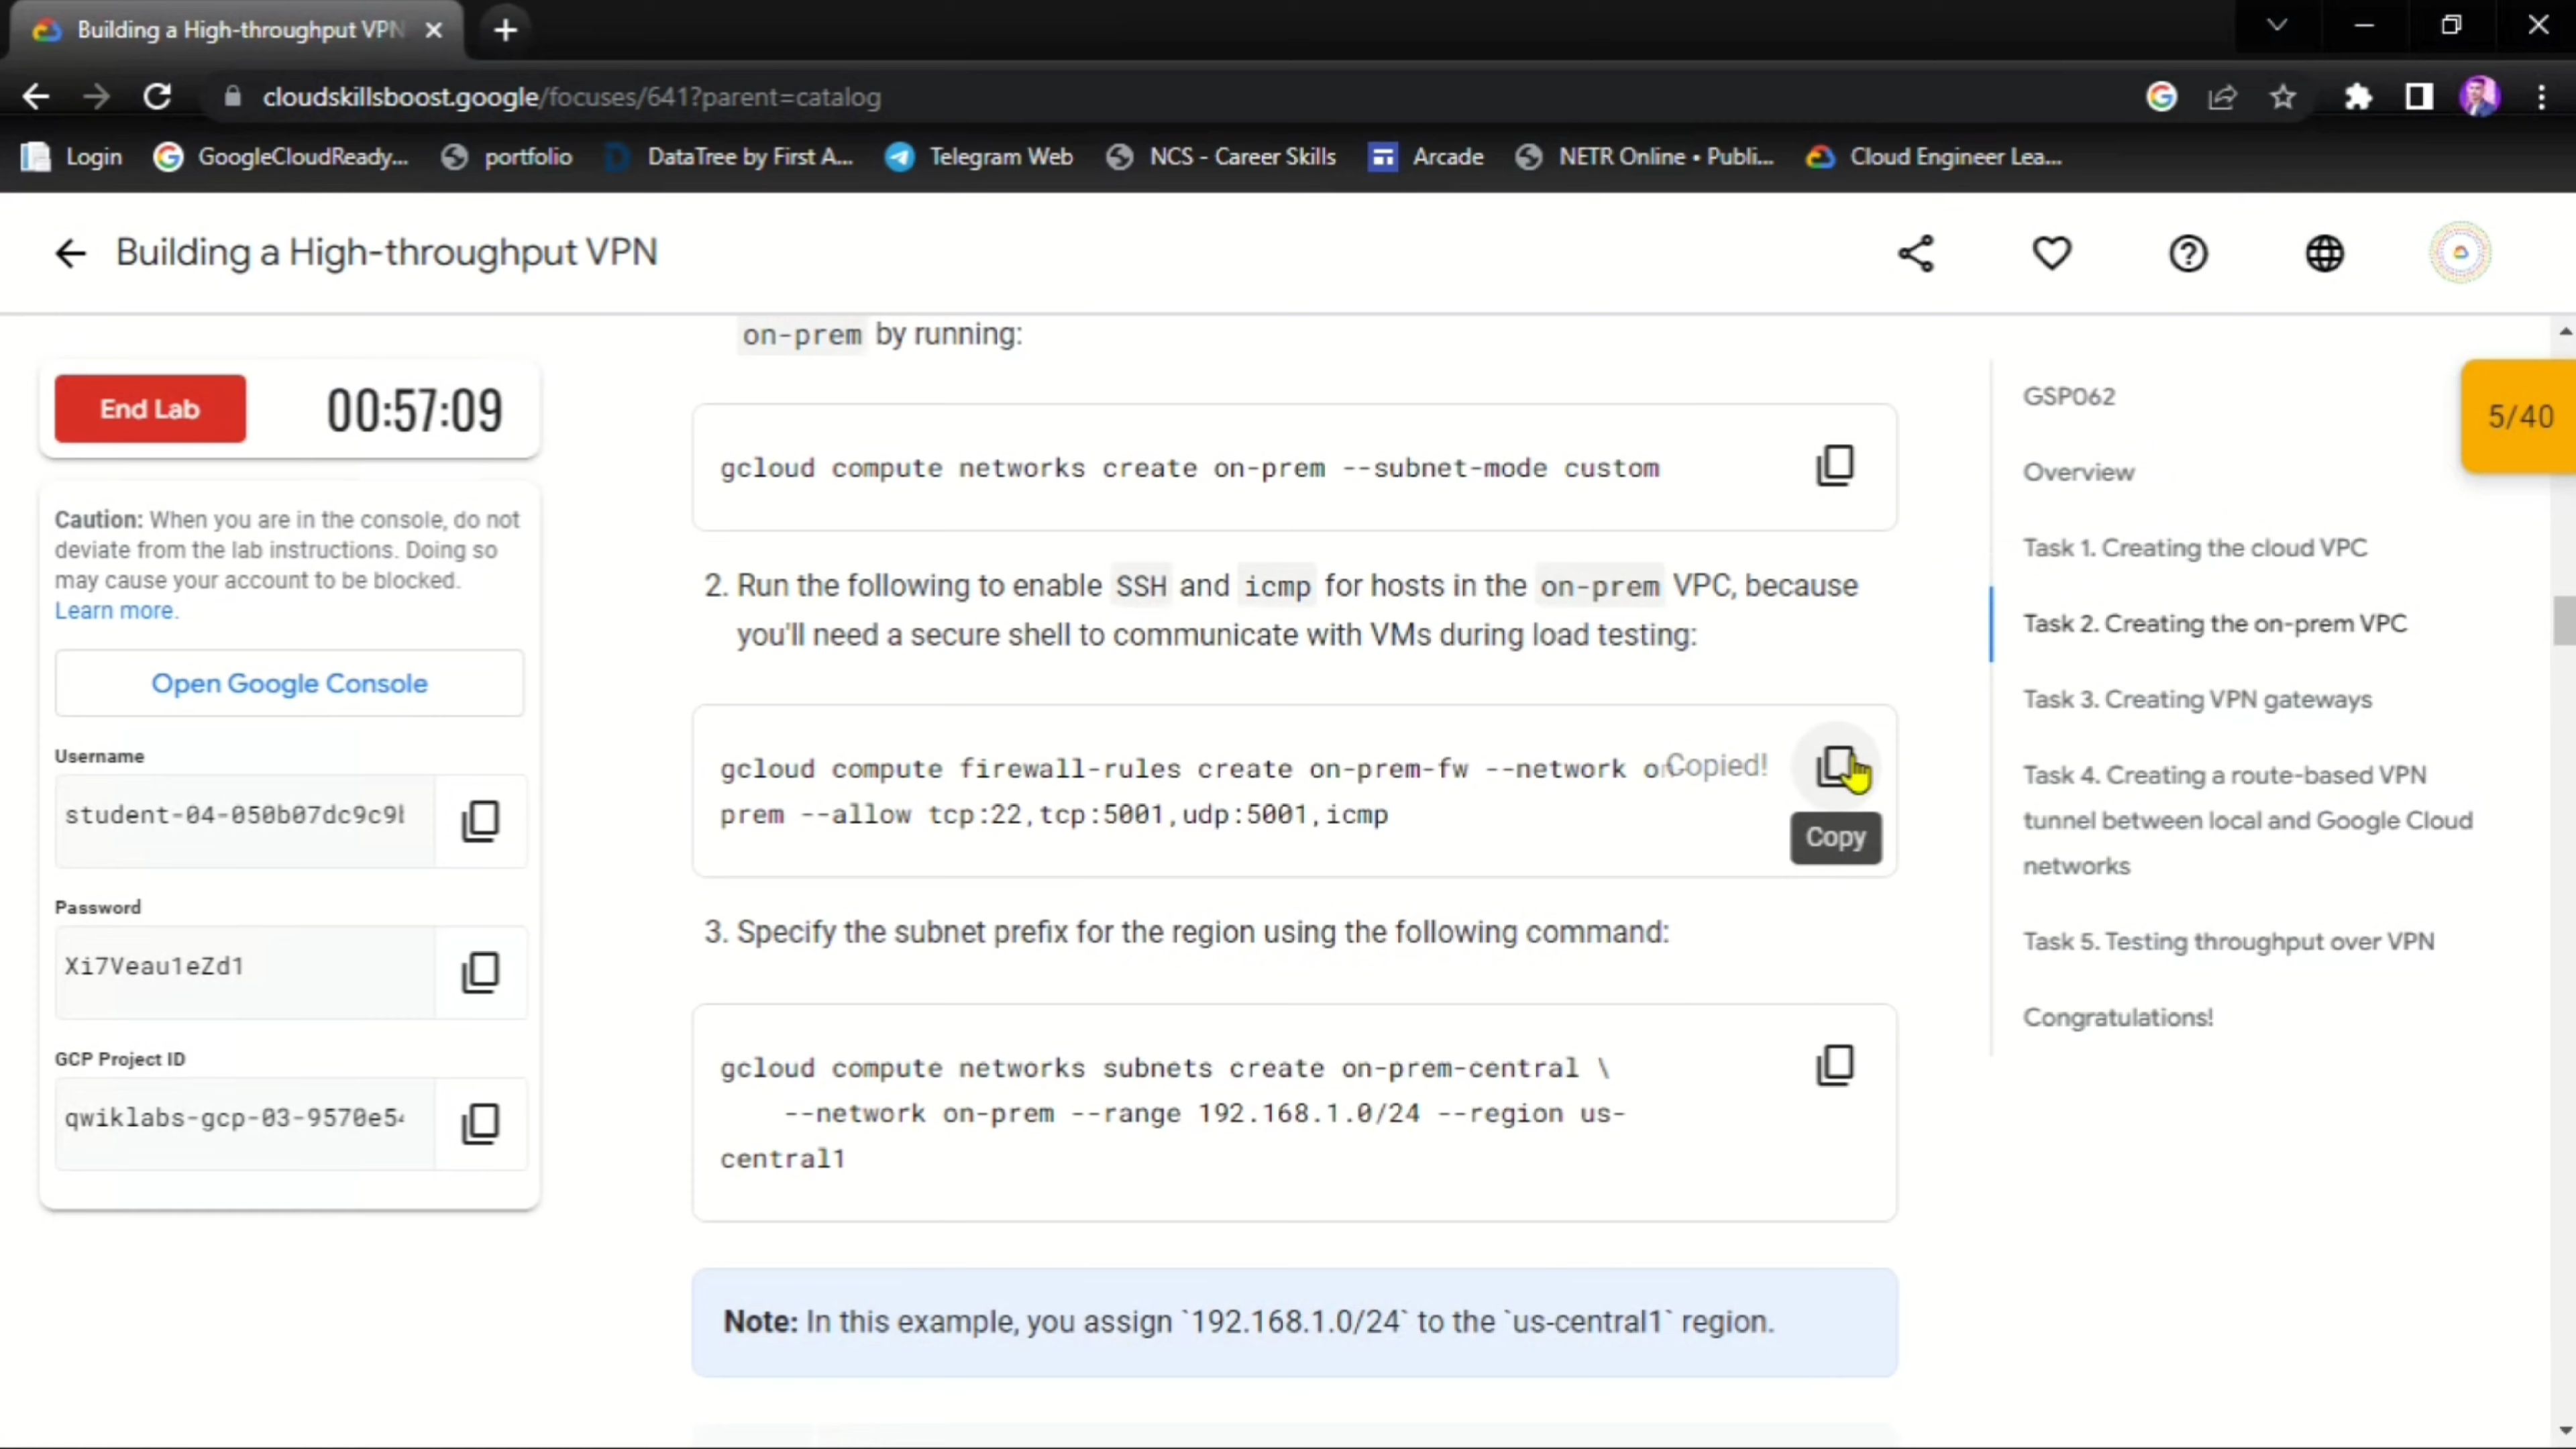 Building a High-throughput VPN
cloudskillsboost.google/focuses/641?parent=catalog
Login
GoogleCloudReady...
portfolio
DataTree by First A...
Telegram Web
NCS - Career Skills
Arcade
NETR Online • Publi...
Cloud Engineer Lea...
Building a High-throughput VPN
End Lab
00:57:09
Caution: When you are in the console, do not
deviate from the lab instructions. Doing so
may cause your account to be blocked.
Learn more.
Open Google Console
Username
student-04-050b07dc9c9
Password
Xi7Veau1eZd1
GCP Project ID
qwiklabs-gcp-03-9570e5
on-prem by running:
gcloud compute networks create on-prem --subnet-mode custom
2. Run the following to enable SSH and icmp for hosts in the on-prem VPC, because
you'll need a secure shell to communicate with VMs during load testing:
gcloud compute firewall-rules create on-prem-fw --network o
Copied!
prem --allow tcp:22,tcp:5001,udp:5001,icmp
Copy
3. Specify the subnet prefix for the region using the following command:
gcloud compute networks subnets create on-prem-central \
--network on-prem --range 192.168.1.0/24 --region us-
central1
Note: In this example, you assign `192.168.1.0/24` to the `us-central1` region.
GSP062
Overview
Task 1. Creating the cloud VPC
Task 2. Creating the on-prem VPC
Task 3. Creating VPN gateways
Task 4. Creating a route-based VPN
tunnel between local and Google Cloud
networks
Task 5. Testing throughput over VPN
Congratulations!
5/40